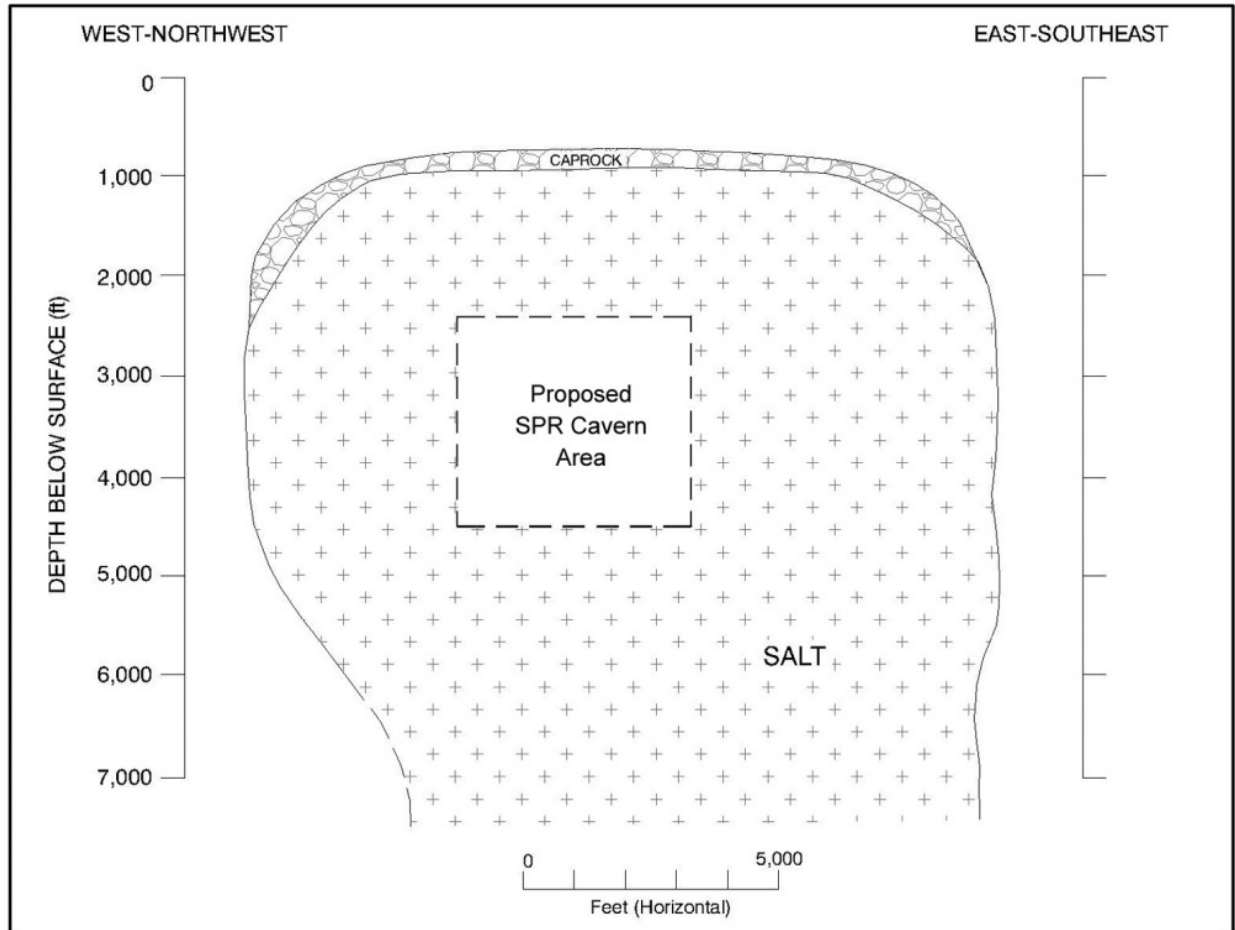 WEST-NORTHWEST
EAST-SOUTHEAST
DEPTH BELOW SURFACE (ft)
0
1,000
2,000
3,000
4,000
5,000
6,000
7,000
CAPROCK
Proposed
SPR Cavern
Area
SALT
0
5,000
Feet (Horizontal)